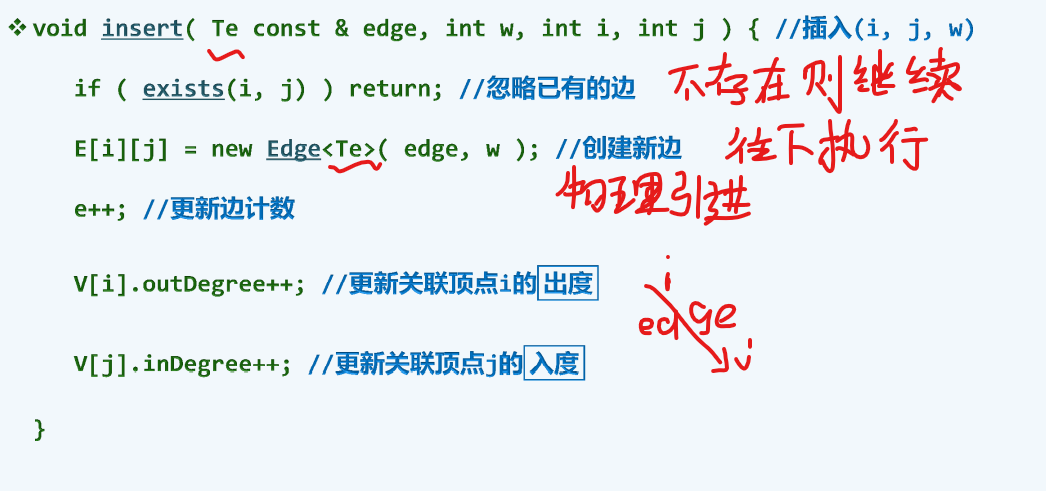 ❖ void insert( Te const & edge, int w, int i, int j ) { //插入(i, j, w)
if ( exists(i, j) ) return; //忽略已有的边
不存在则继续
E[i][j] = new Edge<Te>( edge, w ); //创建新边
往下执行
物理引进
e++; //更新边计数
V[i].outDegree++; //更新关联顶点i的出度
i
edge
j
V[j].inDegree++; //更新关联顶点j的入度
}